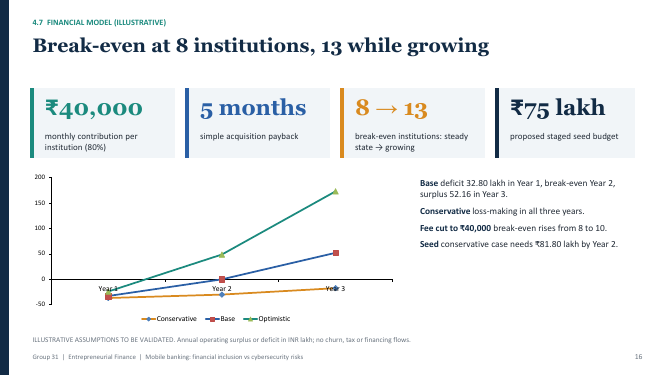 4.7 FINANCIAL MODEL (ILLUSTRATIVE)
Break-even at 8 institutions, 13 while growing
₹40,000
monthly contribution per
institution (80%)
5 months
simple acquisition payback
8 → 13
break-even institutions: steady
state → growing
₹75 lakh
proposed staged seed budget
200
150
100
50
0
-50
Year 1
Year 2
Year 3
Conservative
Base
Optimistic
Base deficit 32.80 lakh in Year 1, break-even Year 2,
surplus 52.16 in Year 3.
Conservative loss-making in all three years.
Fee cut to ₹40,000 break-even rises from 8 to 10.
Seed conservative case needs ₹81.80 lakh by Year 2.
ILLUSTRATIVE ASSUMPTIONS TO BE VALIDATED. Annual operating surplus or deficit in INR lakh; no churn, tax or financing flows.
Group 31 | Entrepreneurial Finance | Mobile banking: financial inclusion vs cybersecurity risks
16